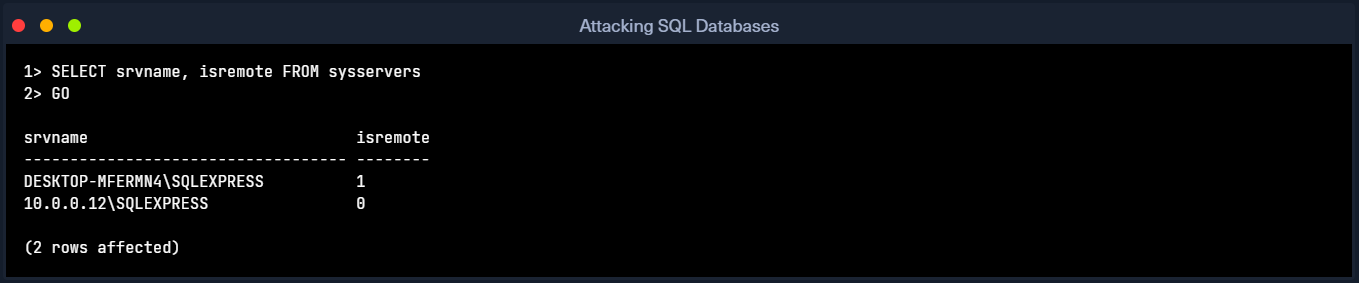 Attacking SQL Databases
1> SELECT srvname, isremote FROM sysservers
2> GO
srvname                             isremote
----------------------------------- --------
DESKTOP-MFERMN4\SQLEXPRESS          1
10.0.0.12\SQLEXPRESS                0
(2 rows affected)